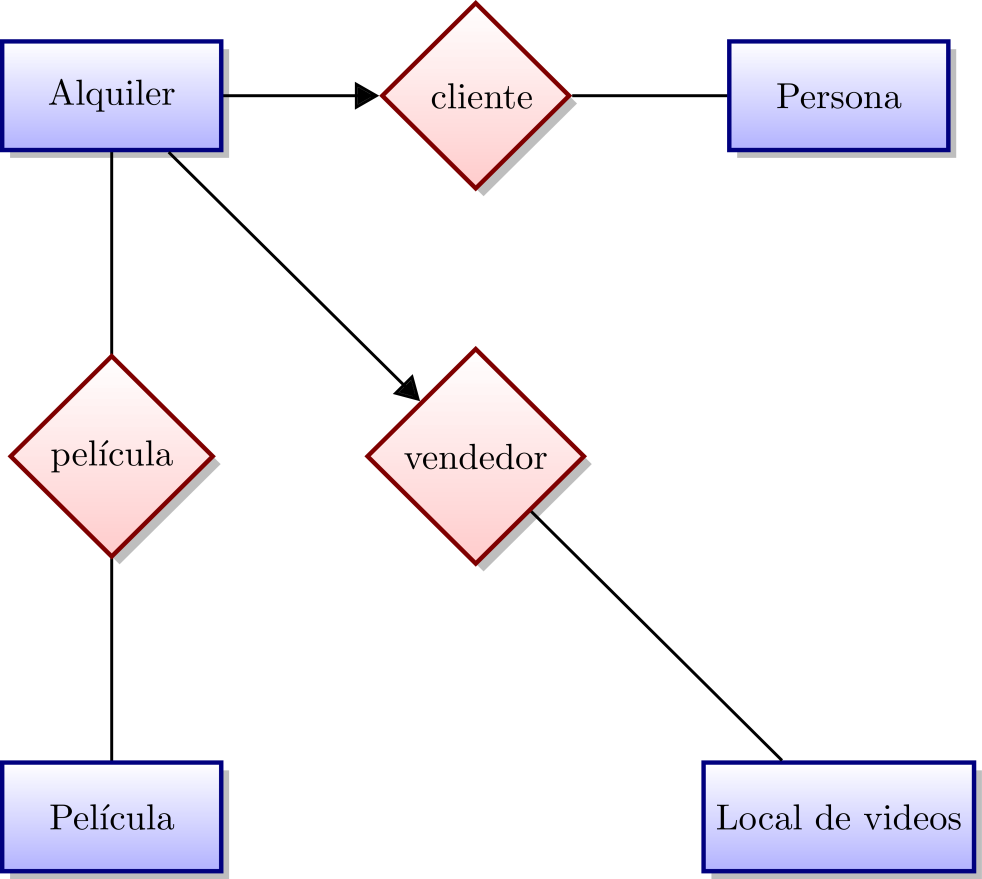 Alquiler
cliente
Persona
película
vendedor
Película
Local de videos